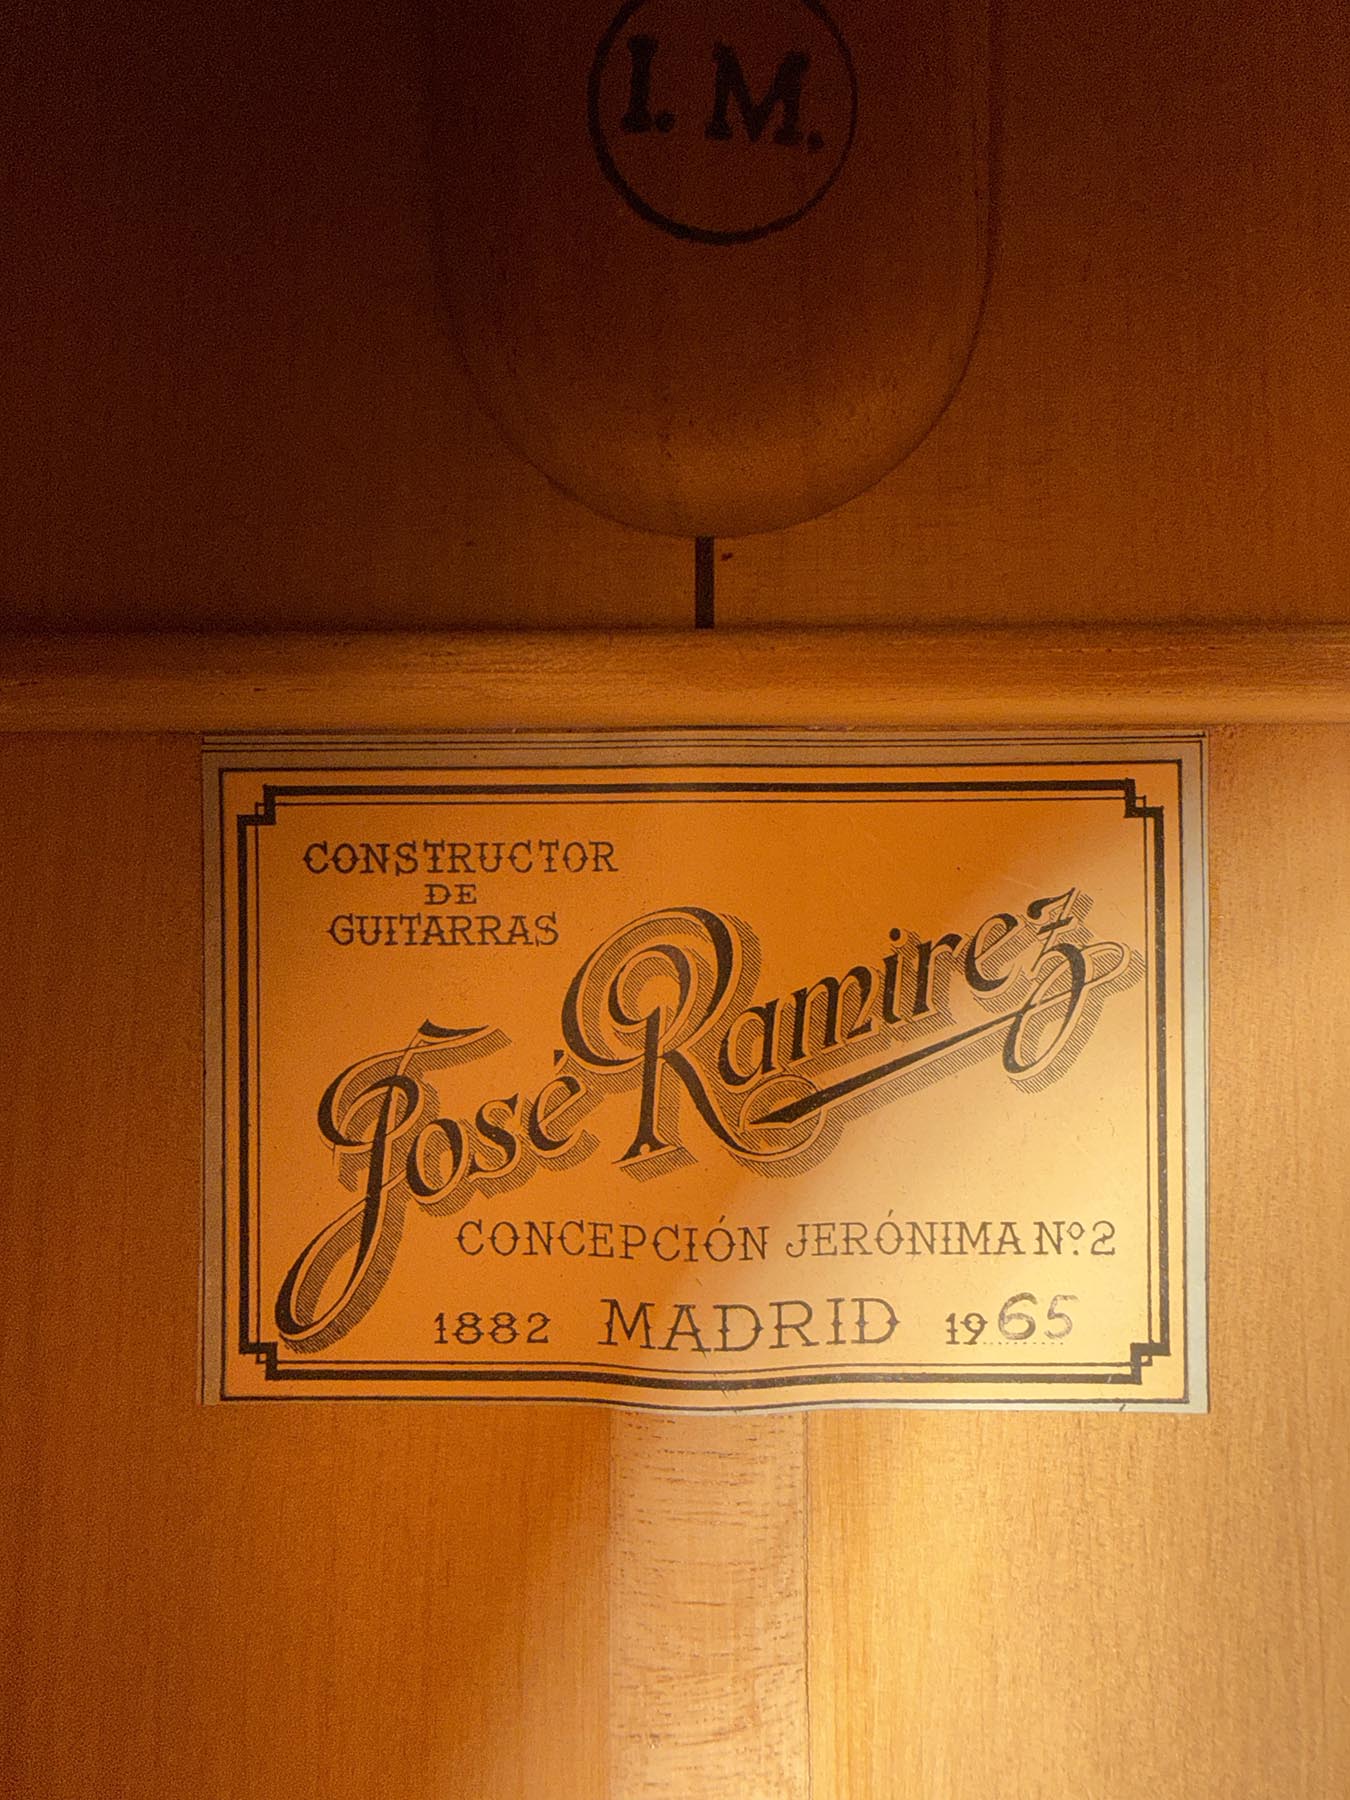 I. M.
CONSTRUCTOR
DE
GUITARRAS
José Ramirez
CONCEPCIÓN JERÓNIMA Nº 2
1882 MADRID 1965